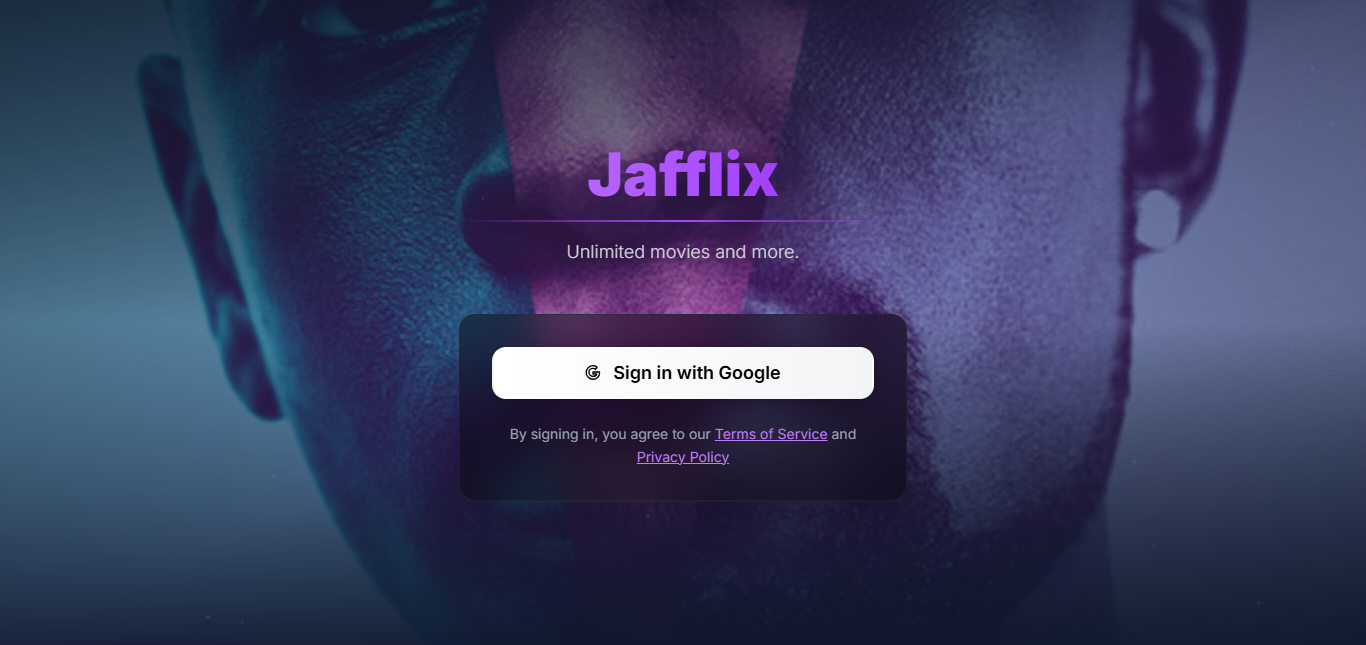 Jafflix
Unlimited movies and more.
Sign in with Google
By signing in, you agree to our Terms of Service and
Privacy Policy